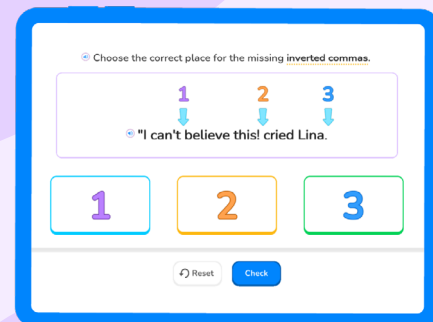 Choose the correct place for the missing inverted commas.
1 2 3
"I can't believe this! cried Lina.
1 2 3
Reset Check